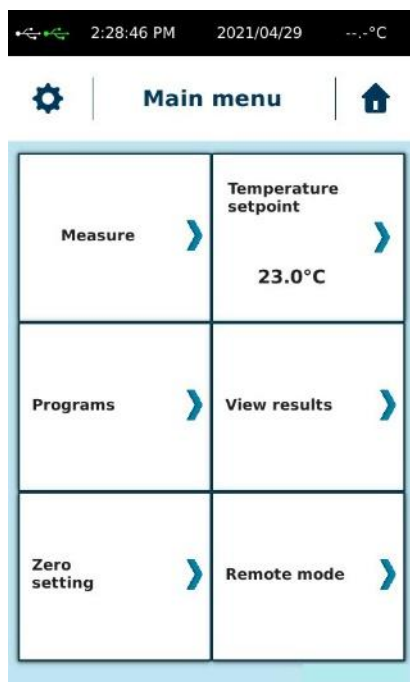 2:28:46 PM 2021/04/29 --.-°C
Main menu
Measure
Temperature
setpoint
23.0°C
Programs
View results
Zero
setting
Remote mode